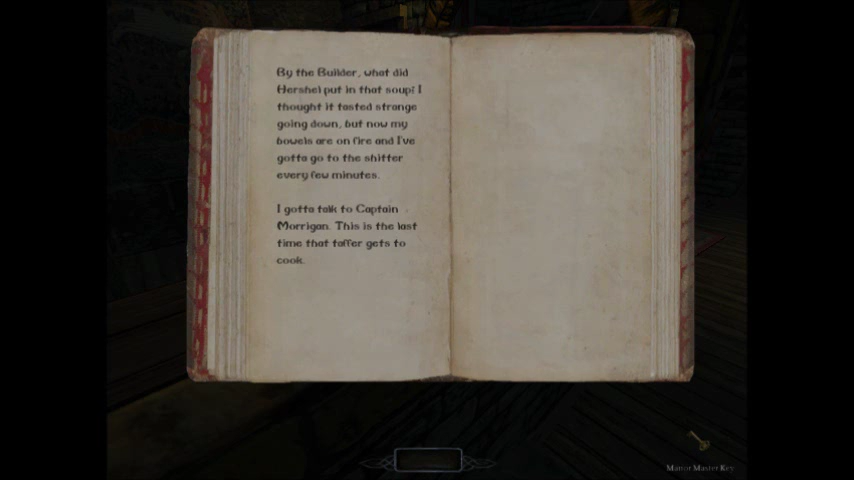 By the Builder, what did
Hershel put in that soup? I
thought it tasted strange
going down, but now my
bowels are on fire and I've
gotta go to the shitter
every few minutes.
I gotta talk to Captain
Morrigan. This is the last
time that taffer gets to
cook.
Manor Master Key